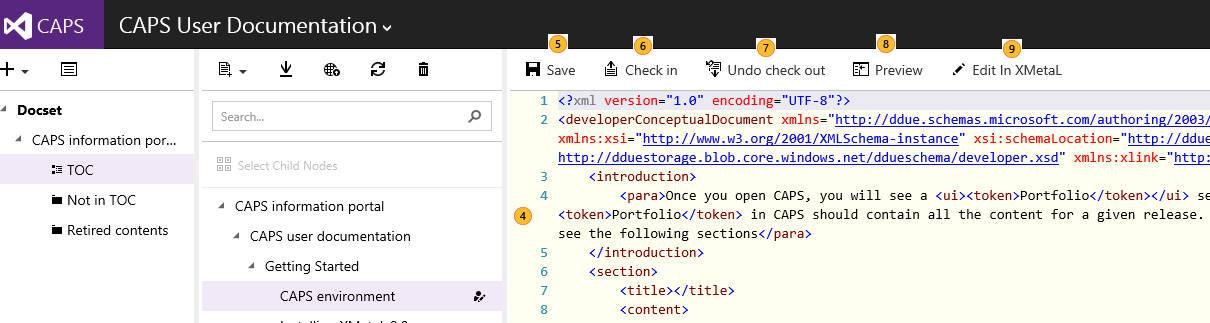 CAPS
CAPS User Documentation
5
6
7
8
9
Save
Check in
Undo check out
Preview
Edit In XMetaL
Docset
CAPS information por...
TOC
Not in TOC
Retired contents
Search...
Select Child Nodes
CAPS information portal
CAPS user documentation
Getting Started
CAPS environment
4
1 <?xml version="1.0" encoding="UTF-8"?>
2 <developerConceptualDocument xmlns="http://ddue.schemas.microsoft.com/authoring/2003/
xmlns:xsi="http://www.w3.org/2001/XMLSchema-instance" xsi:schemaLocation="http://ddu
http://dduestorage.blob.core.windows.net/ddueschema/developer.xsd" xmlns:xlink="http:
3 <introduction>
4 <para>Once you open CAPS, you will see a <ui><token>Portfolio</token></ui> se
<token>Portfolio</token> in CAPS should contain all the content for a given release.
see the following sections</para>
5 </introduction>
6 <section>
7 <title></title>
8 <content>